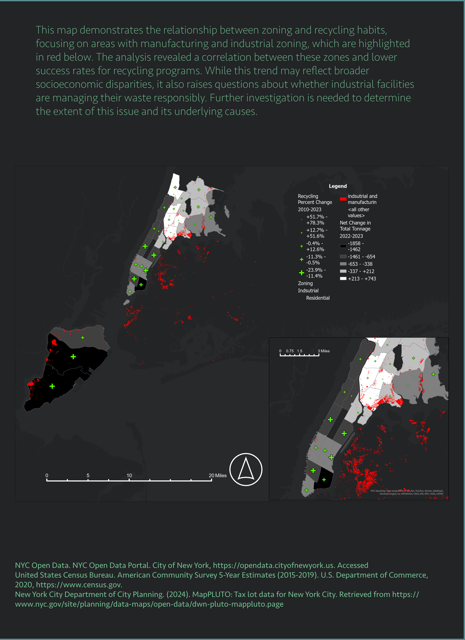 This map demonstrates the relationship between zoning and recycling habits,
focusing on areas with manufacturing and industrial zoning, which are highlighted
in red below. The analysis revealed a correlation between these zones and lower
success rates for recycling programs. While this trend may reflect broader
socioeconomic disparities, it also raises questions about whether industrial facilities
are managing their waste responsibly. Further investigation is needed to determine
the extent of this issue and its underlying causes.
Legend
Recycling
Percent Change
2010-2023
+51.7% -
+78.3%
+12.7% -
+51.6%
-0.4% -
+12.6%
-11.3% -
-0.5%
-23.9% -
-11.4%
Zoning
Indsutrial
Residential
indsutrial and
manufacturin
<all other
values>
Net Change in
Total Tonnage
2022-2023
-1858 -
-1462
-1461 - -654
-653 - -338
-337 - +212
+213 - +743
0 0.75 1.5 3 Miles
0 5 10 20 Miles
NYC Open Data. NYC Open Data Portal. City of New York, https://opendata.cityofnewyork.us. Accessed
United States Census Bureau. American Community Survey 5-Year Estimates (2015-2019). U.S. Department of Commerce,
2020, https://www.census.gov.
New York City Department of City Planning. (2024). MapPLUTO: Tax lot data for New York City. Retrieved from https://
www.nyc.gov/site/planning/data-maps/open-data/dwn-pluto-mappluto.page